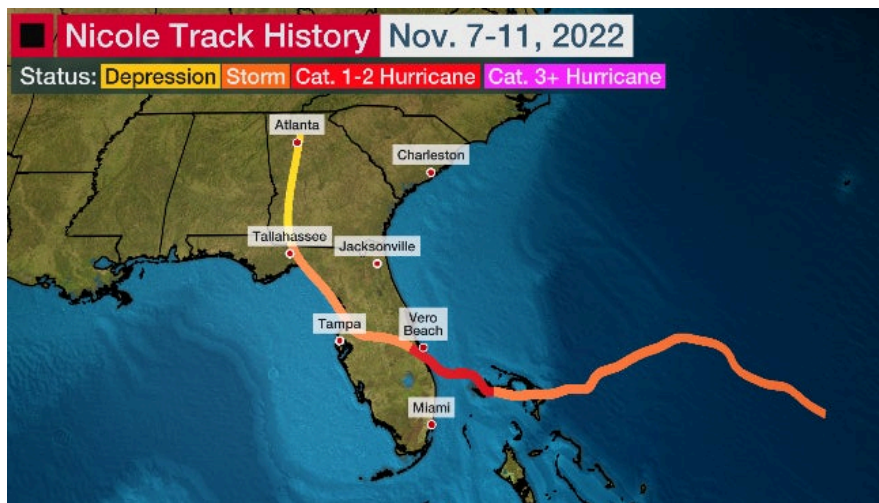 Nicole Track History Nov. 7-11, 2022
Status: Depression Storm Cat. 1-2 Hurricane Cat. 3+ Hurricane
Atlanta
Charleston
Tallahassee
Jacksonville
Tampa
Vero
Beach
Miami